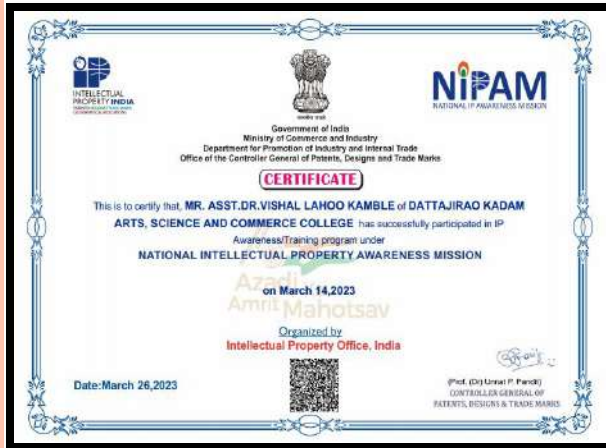 INTELLECTUAL
PROPERTY INDIA
NiPAM
NATIONAL IP AWARENESS MISSION
Government of India
Ministry of Commerce and Industry
Department for Promotion of Industry and Internal Trade
Office of the Controller General of Patents, Designs and Trade Marks
CERTIFICATE
This is to certify that, MR. ASST.DR.VISHAL LAHOO KAMBLE of DATTAJIRAO KADAM
ARTS, SCIENCE AND COMMERCE COLLEGE has successfully participated in IP
Awareness/Training program under
NATIONAL INTELLECTUAL PROPERTY AWARENESS MISSION
Azadi
Amrit Mahotsav
on March 14,2023
Organized by
Intellectual Property Office, India
Date:March 26,2023
(Prof. (Dr) Unnat P. Pandit)
CONTROLLER GENERAL OF
PATENTS, DESIGNS & TRADE MARKS